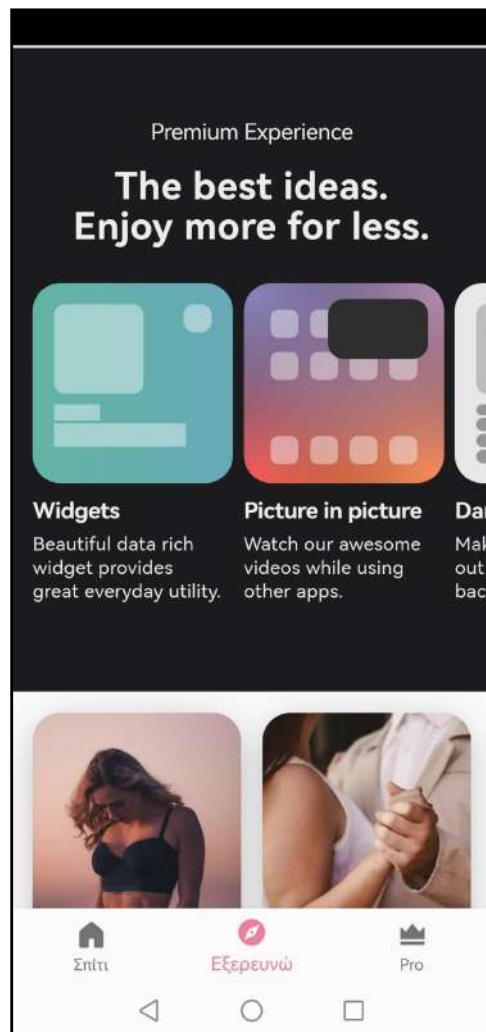 Premium Experience
The best ideas.
Enjoy more for less.
Widgets
Beautiful data rich
widget provides
great everyday utility.
Picture in picture
Watch our awesome
videos while using
other apps.
Σπίτι
Εξερευνώ
Pro